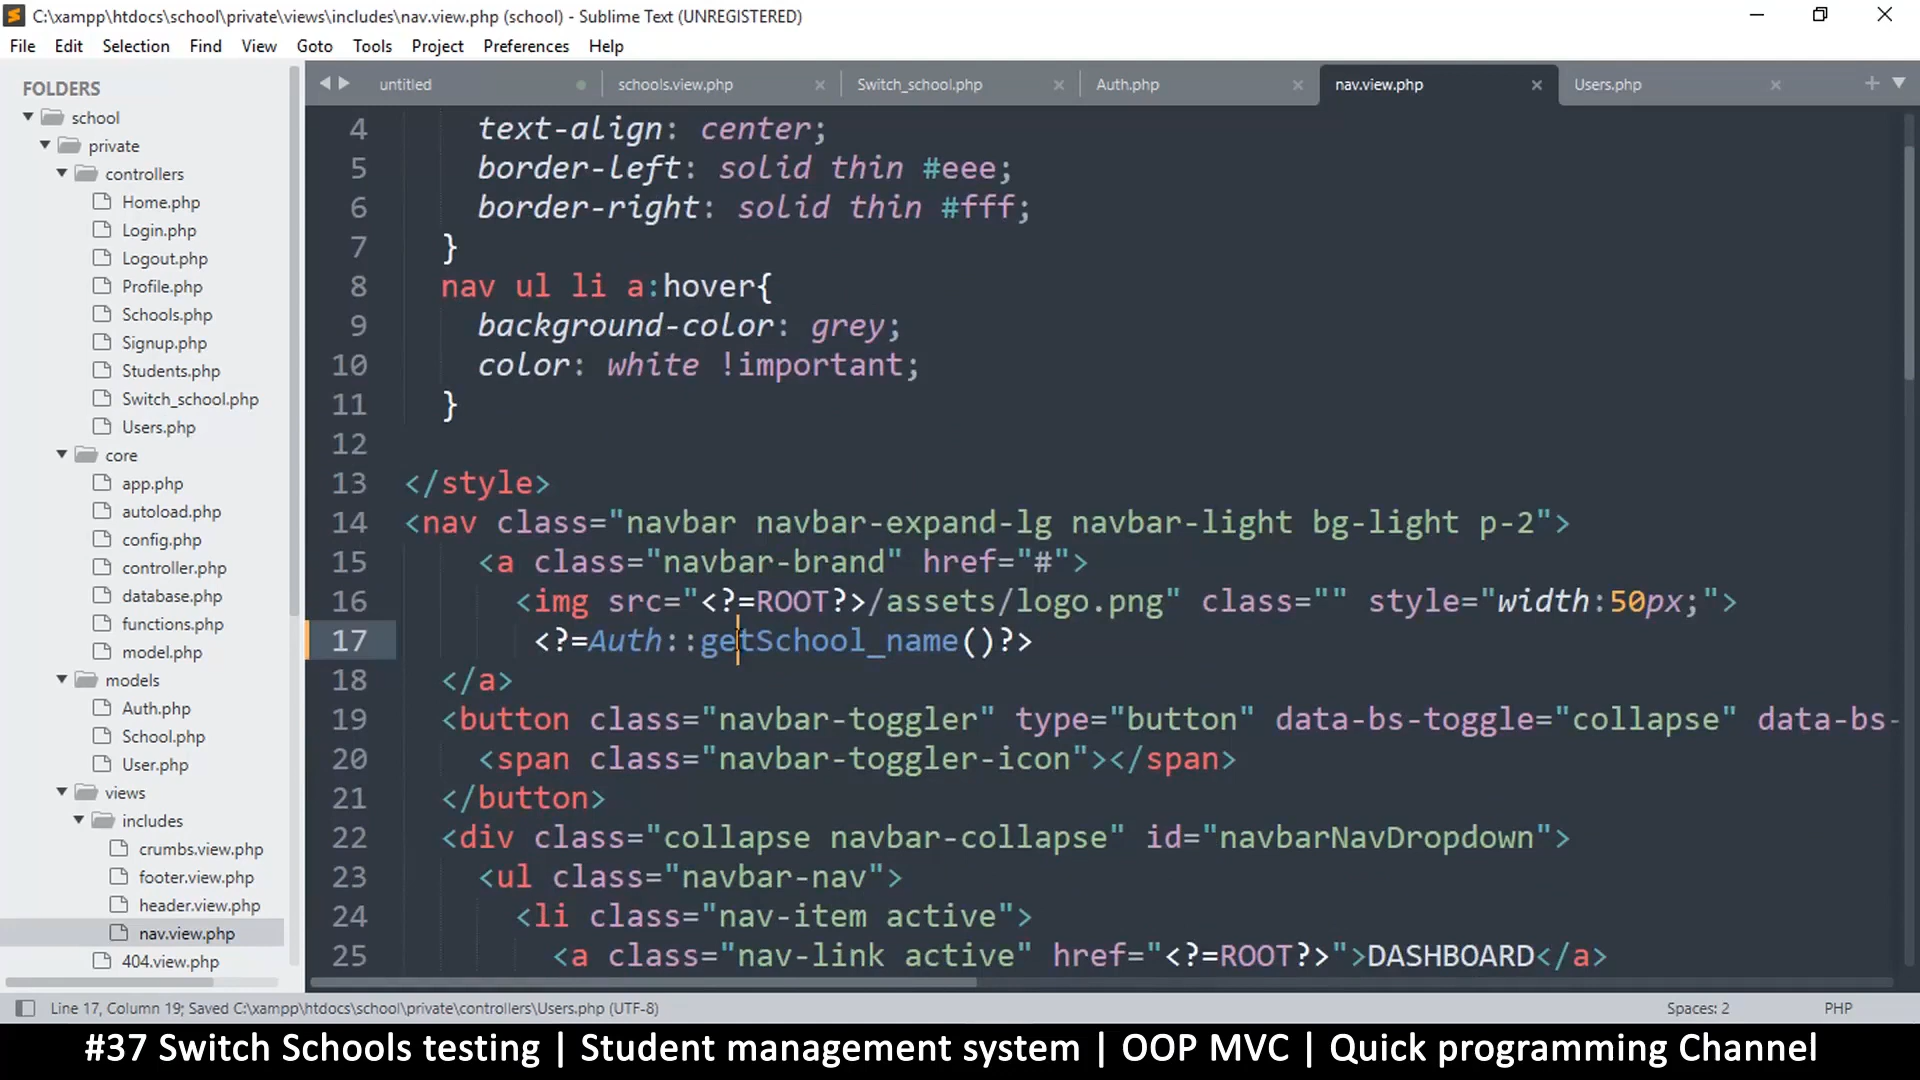 C:\xampp\htdocs\school\private\views\includes\nav.view.php (school) - Sublime Text (UNREGISTERED)
File Edit Selection Find View Goto Tools Project Preferences Help
FOLDERS
school
private
controllers
Home.php
Login.php
Logout.php
Profile.php
Schools.php
Signup.php
Students.php
Switch_school.php
Users.php
core
app.php
autoload.php
config.php
controller.php
database.php
functions.php
model.php
models
Auth.php
School.php
User.php
views
includes
crumbs.view.php
footer.view.php
header.view.php
nav.view.php
404.view.php
untitled schools.view.php Switch_school.php Auth.php nav.view.php Users.php
4 text-align: center;
5 border-left: solid thin #eee;
6 border-right: solid thin #fff;
7 }
8 nav ul li a:hover{
9 background-color: grey;
10 color: white !important;
11 }
12
13 </style>
14 <nav class="navbar navbar-expand-lg navbar-light bg-light p-2">
15 <a class="navbar-brand" href="#">
16 <img src="<?=ROOT?>/assets/logo.png" class="" style="width:50px;">
17 <?=Auth::getSchool_name()?>
18 </a>
19 <button class="navbar-toggler" type="button" data-bs-toggle="collapse" data-bs-
20 <span class="navbar-toggler-icon"></span>
21 </button>
22 <div class="collapse navbar-collapse" id="navbarNavDropdown">
23 <ul class="navbar-nav">
24 <li class="nav-item active">
25 <a class="nav-link active" href="<?=ROOT?>">DASHBOARD</a>
Line 17, Column 19; Saved C:\xampp\htdocs\school\private\controllers\Users.php (UTF-8) Spaces: 2 PHP
#37 Switch Schools testing | Student management system | OOP MVC | Quick programming Channel